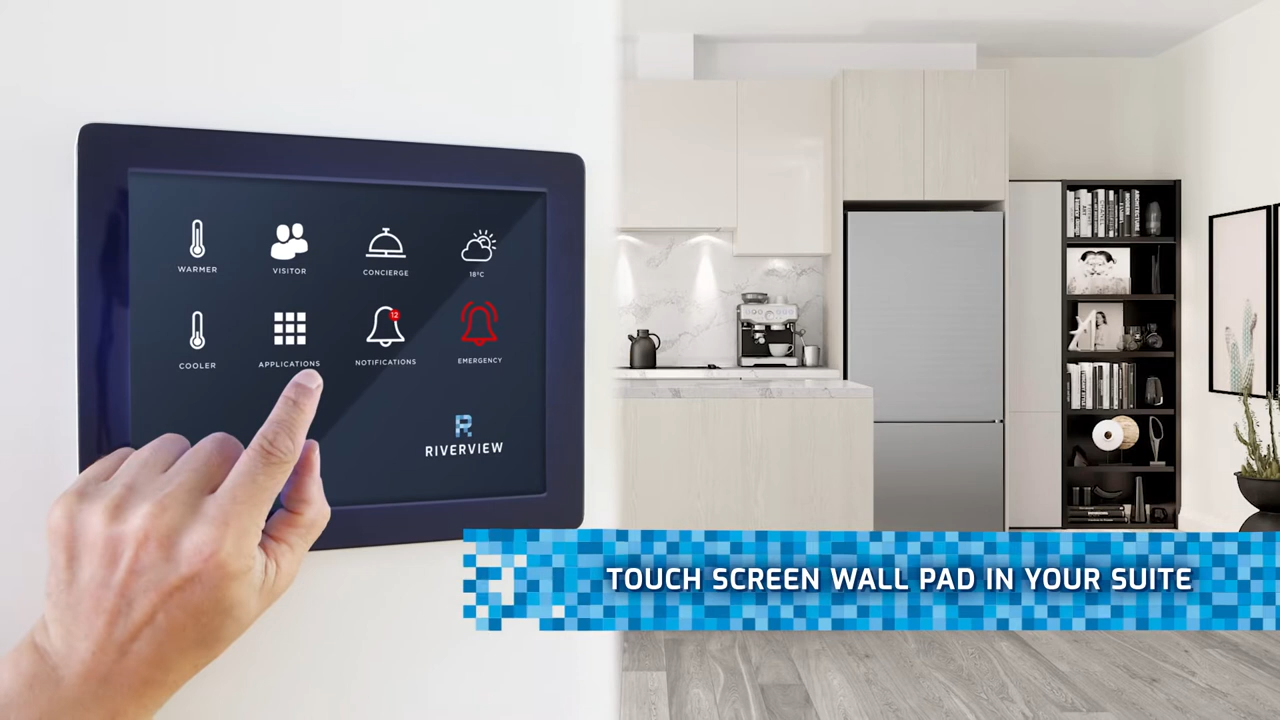 WARMER
VISITOR
CONCIERGE
18°C
COOLER
APPLICATIONS
12
NOTIFICATIONS
EMERGENCY
R
RIVERVIEW
TOUCH SCREEN WALL PAD IN YOUR SUITE